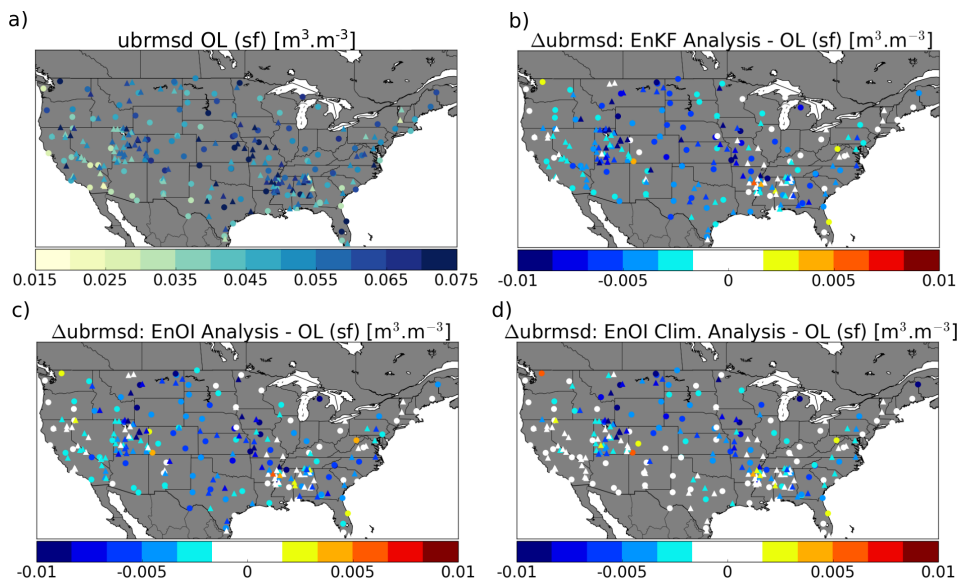 a)
ubrmsd OL (sf) [m³.m⁻³]
0.015 0.025 0.035 0.045 0.055 0.065 0.075
b)
Δubrmsd: EnKF Analysis - OL (sf) [m³.m⁻³]
-0.01 -0.005 0 0.005 0.01
c)
Δubrmsd: EnOI Analysis - OL (sf) [m³.m⁻³]
-0.01 -0.005 0 0.005 0.01
d)
Δubrmsd: EnOI Clim. Analysis - OL (sf) [m³.m⁻³]
-0.01 -0.005 0 0.005 0.01